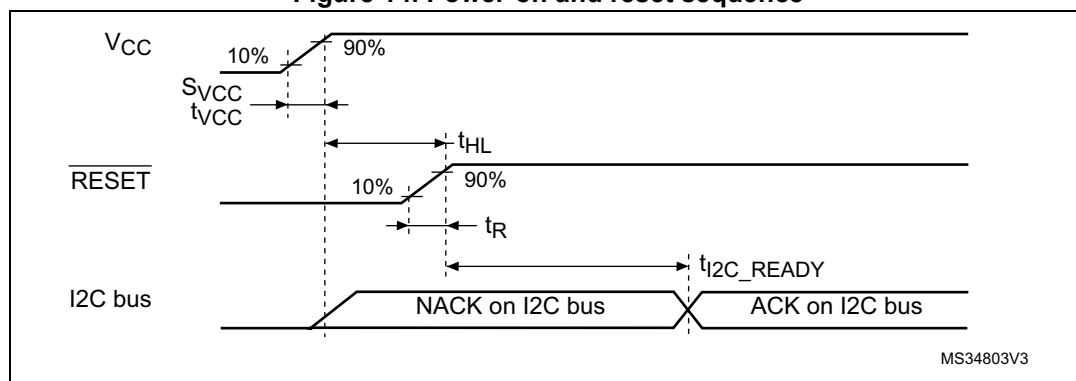 Figure 14. Power-on and reset sequence
VCC
10%
90%
SVCC
tVCC
tHL
RESET
10%
90%
tR
tI2C_READY
I2C bus
NACK on I2C bus
ACK on I2C bus
MS34803V3